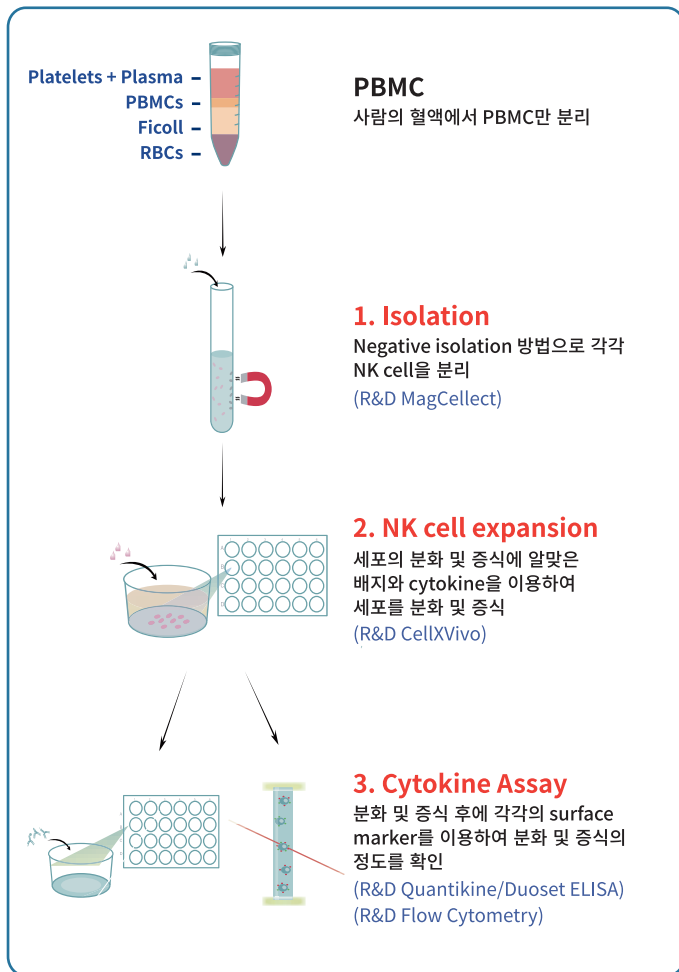 Platelets + Plasma –
PBMCs –
Ficoll –
RBCs –
PBMC
사람의 혈액에서 PBMC만 분리
1. Isolation
Negative isolation 방법으로 각각
NK cell을 분리
(R&D MagCellect)
2. NK cell expansion
세포의 분화 및 증식에 알맞은
배지와 cytokine을 이용하여
세포를 분화 및 증식
(R&D CellXVivo)
3. Cytokine Assay
분화 및 증식 후에 각각의 surface
marker를 이용하여 분화 및 증식의
정도를 확인
(R&D Quantikine/Duoset ELISA)
(R&D Flow Cytometry)